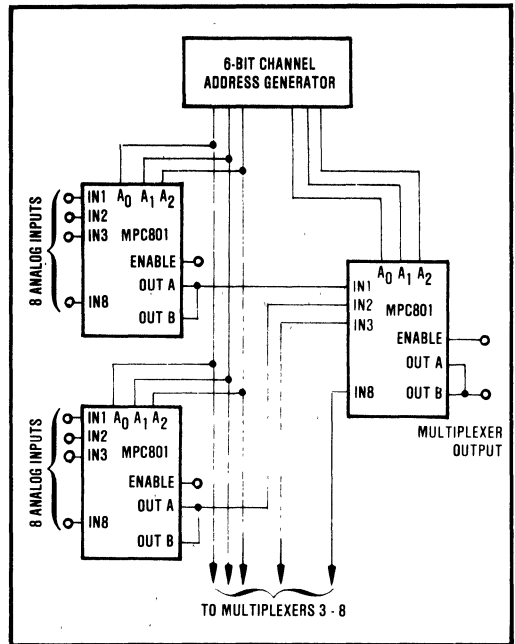 6-BIT CHANNEL
ADDRESS GENERATOR
8 ANALOG INPUTS
IN1 A0 A1 A2
IN2
IN3 MPC801
ENABLE
OUT A
IN8
OUT B
A0 A1 A2
IN1
IN2 MPC801
IN3
ENABLE
OUT A
IN8 OUT B
MULTIPLEXER
OUTPUT
8 ANALOG INPUTS
IN1 A0 A1 A2
IN2
IN3 MPC801
ENABLE
OUT A
IN8
OUT B
TO MULTIPLEXERS 3 - 8